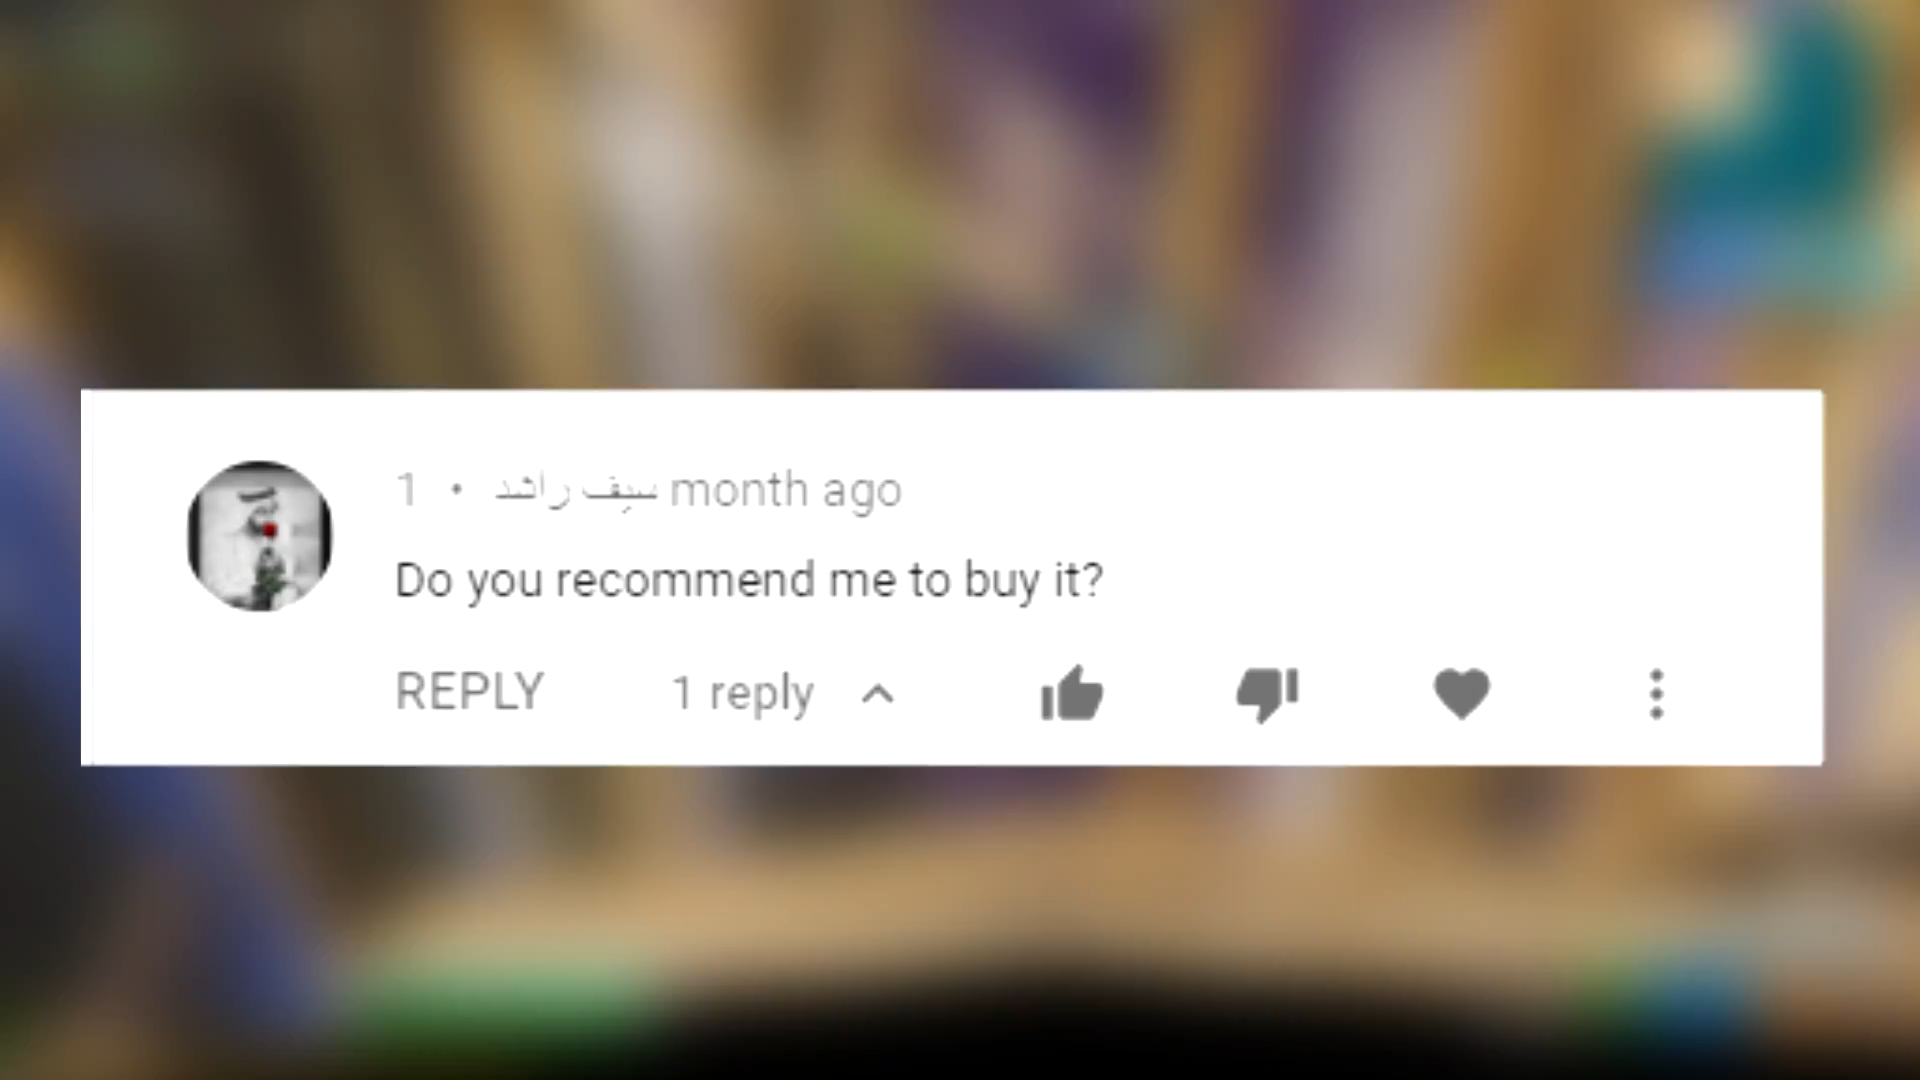 1 • سيف راشد month ago
Do you recommend me to buy it?
REPLY 1 reply